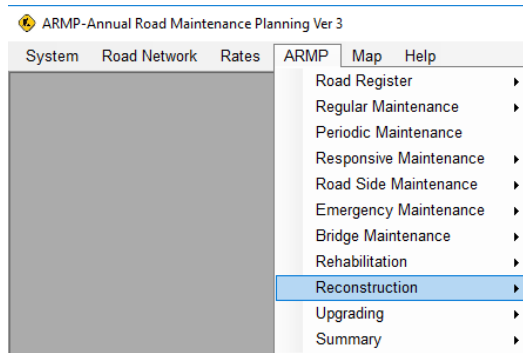 ARMP-Annual Road Maintenance Planning Ver 3
System Road Network Rates ARMP Map Help
Road Register
Regular Maintenance
Periodic Maintenance
Responsive Maintenance
Road Side Maintenance
Emergency Maintenance
Bridge Maintenance
Rehabilitation
Reconstruction
Upgrading
Summary